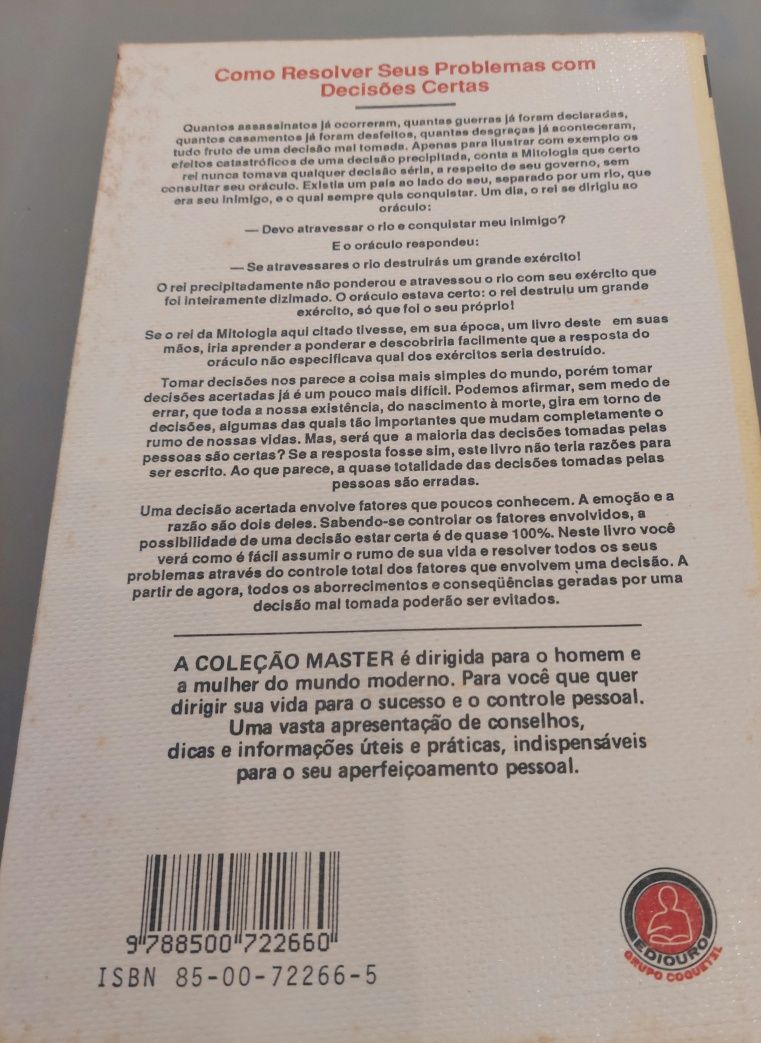 Como Resolver Seus Problemas com
Decisões Certas
Quantos assassinatos já ocorreram, quantas guerras já foram declaradas,
quantos casamentos já foram desfeitos, quantas desgraças já aconteceram,
tudo fruto de uma decisão mal tomada. Apenas para ilustrar com exemplo os
efeitos catastróficos de uma decisão precipitada, conta a Mitologia que certo
rei nunca tomava qualquer decisão séria, a respeito de seu governo, sem
consultar seu oráculo. Existia um país ao lado do seu, separado por um rio, que
era seu inimigo, e o qual sempre quis conquistar. Um dia, o rei se dirigiu ao
oráculo:
— Devo atravessar o rio e conquistar meu inimigo?
E o oráculo respondeu:
— Se atravessares o rio destruirás um grande exército!
O rei precipitadamente não ponderou e atravessou o rio com seu exército que
foi inteiramente dizimado. O oráculo estava certo: o rei destruiu um grande
exército, só que foi o seu próprio!
Se o rei da Mitologia aqui citado tivesse, em sua época, um livro deste em suas
mãos, iria aprender a ponderar e descobriria facilmente que a resposta do
oráculo não especificava qual dos exércitos seria destruído.
Tomar decisões nos parece a coisa mais simples do mundo, porém tomar
decisões acertadas já é um pouco mais difícil. Podemos afirmar, sem medo de
errar, que toda a nossa existência, do nascimento à morte, gira em torno de
decisões, algumas das quais tão importantes que mudam completamente o
rumo de nossas vidas. Mas, será que a maioria das decisões tomadas pelas
pessoas são certas? Se a resposta fosse sim, este livro não teria razões para
ser escrito. Ao que parece, a quase totalidade das decisões tomadas pelas
pessoas são erradas.
Uma decisão acertada envolve fatores que poucos conhecem. A emoção e a
razão são dois deles. Sabendo-se controlar os fatores envolvidos, a
possibilidade de uma decisão estar certa é de quase 100%. Neste livro você
verá como é fácil assumir o rumo de sua vida e resolver todos os seus
problemas através do controle total dos fatores que envolvem uma decisão. A
partir de agora, todos os aborrecimentos e conseqüências geradas por uma
decisão mal tomada poderão ser evitados.
A COLEÇÃO MASTER é dirigida para o homem e
a mulher do mundo moderno. Para você que quer
dirigir sua vida para o sucesso e o controle pessoal.
Uma vasta apresentação de conselhos,
dicas e informações úteis e práticas, indispensáveis
para o seu aperfeiçoamento pessoal.
9 788500 722660
ISBN 85-00-72266-5
EDIOURO
GRUPO COQUETEL